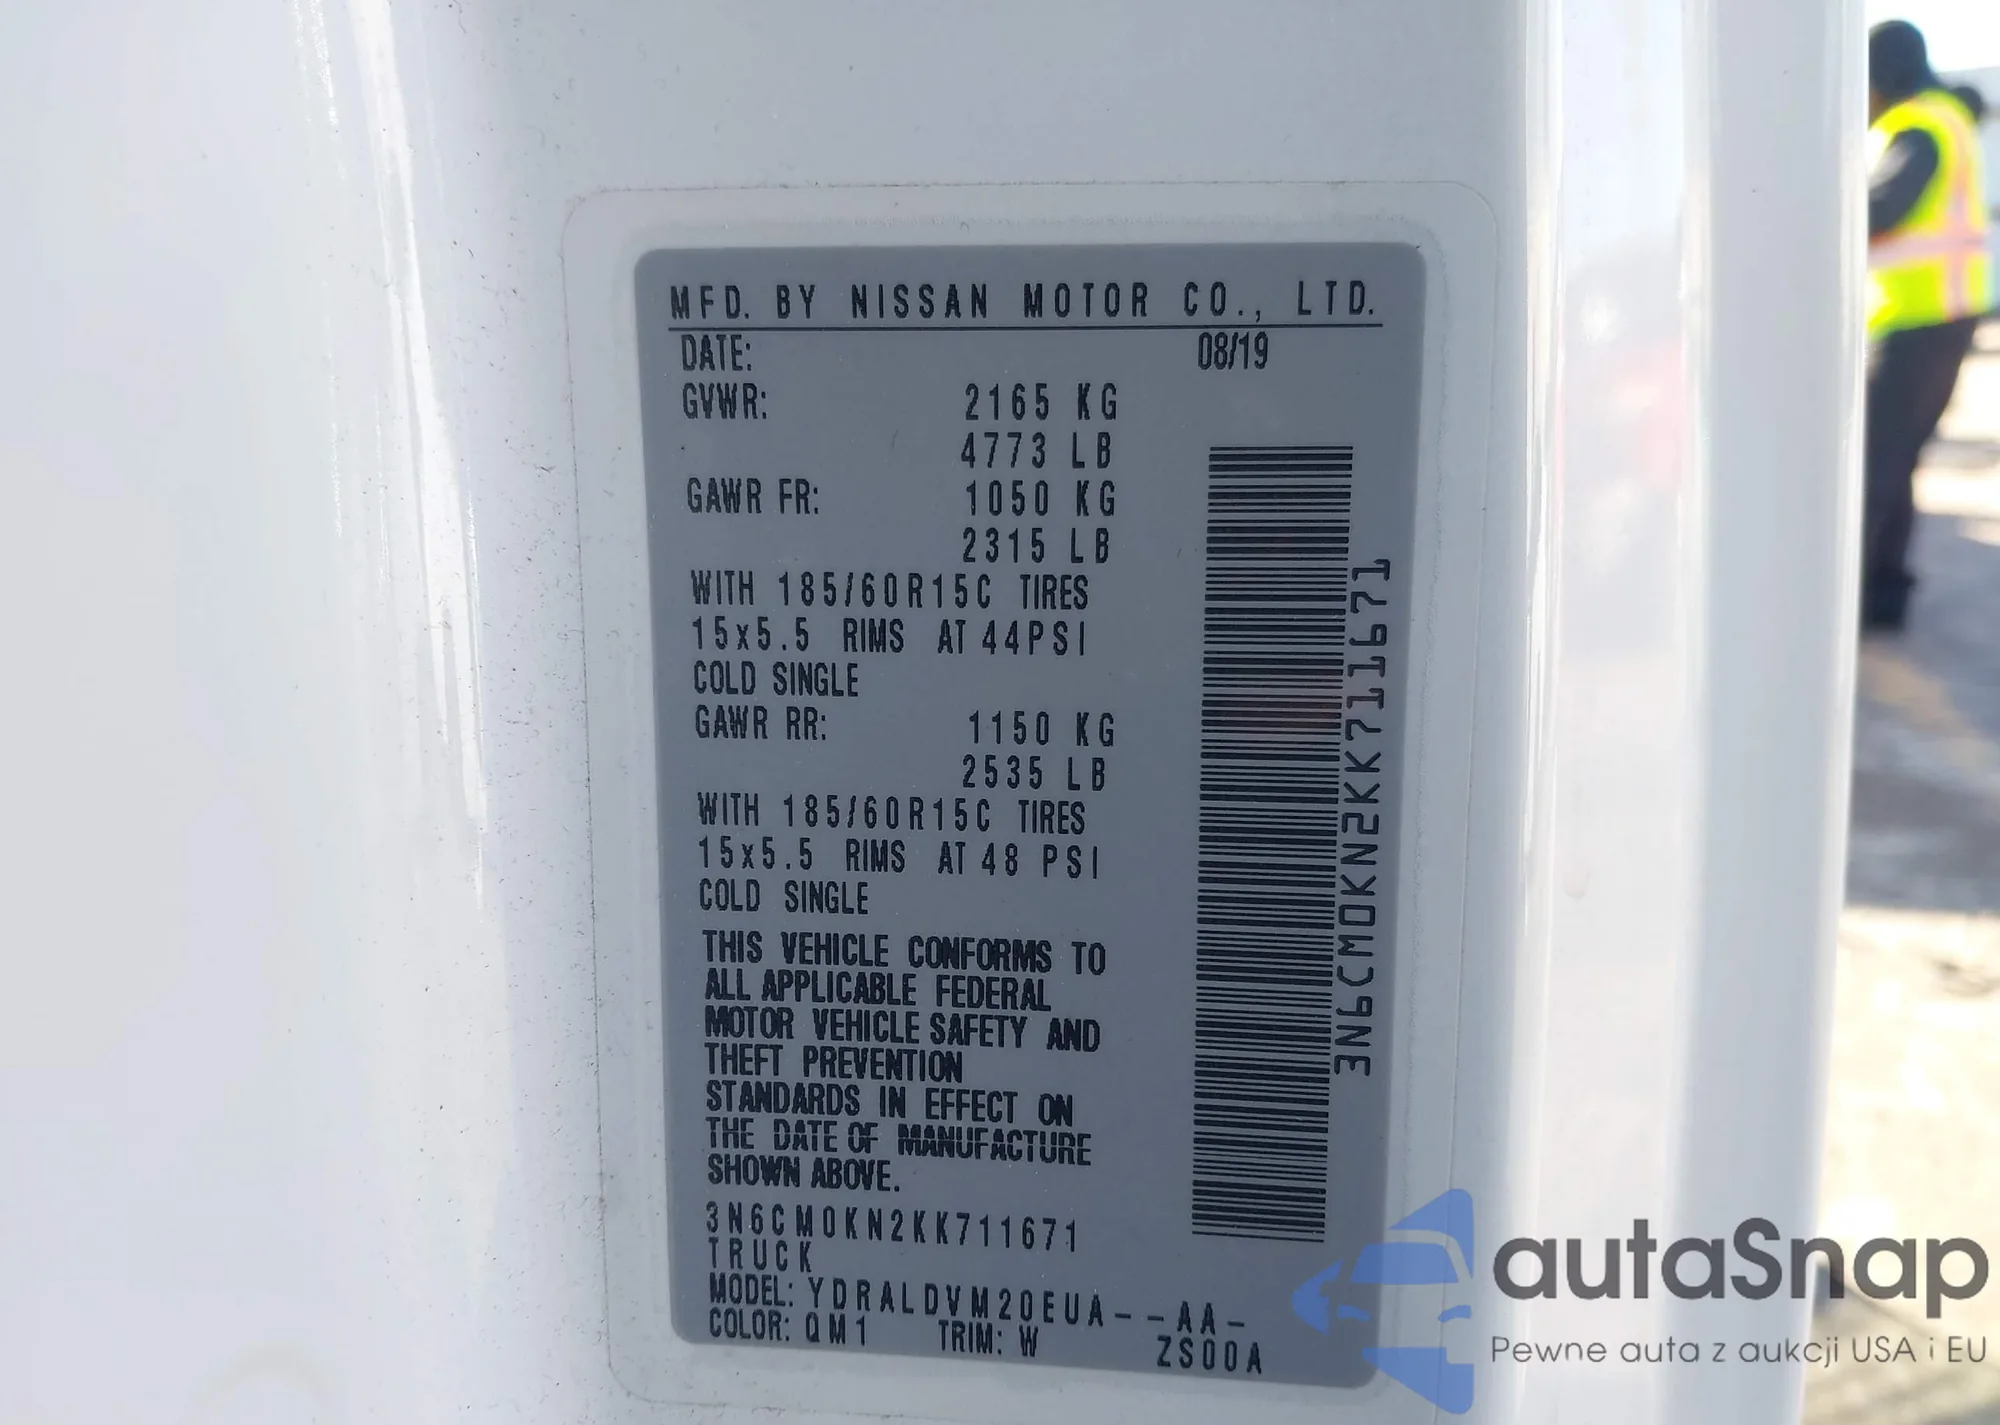 MFD. BY NISSAN MOTOR CO., LTD.
DATE: 08/19
GVWR: 2165 KG
4773 LB
GAWR FR: 1050 KG
2315 LB
WITH 185/60R15C TIRES
15x5.5 RIMS AT 44PSI
COLD SINGLE
GAWR RR: 1150 KG
2535 LB
WITH 185/60R15C TIRES
15x5.5 RIMS AT 48 PSI
COLD SINGLE
THIS VEHICLE CONFORMS TO
ALL APPLICABLE FEDERAL
MOTOR VEHICLE SAFETY AND
THEFT PREVENTION
STANDARDS IN EFFECT ON
THE DATE OF MANUFACTURE
SHOWN ABOVE.
3N6CM0KN2KK711671
TRUCK
MODEL: YDRALDVM20EUA--AA-
COLOR: QM1 TRIM: W ZS00A
3N6CM0KN2KK711671
autaSnap
Pewne auta z aukcji USA i EU